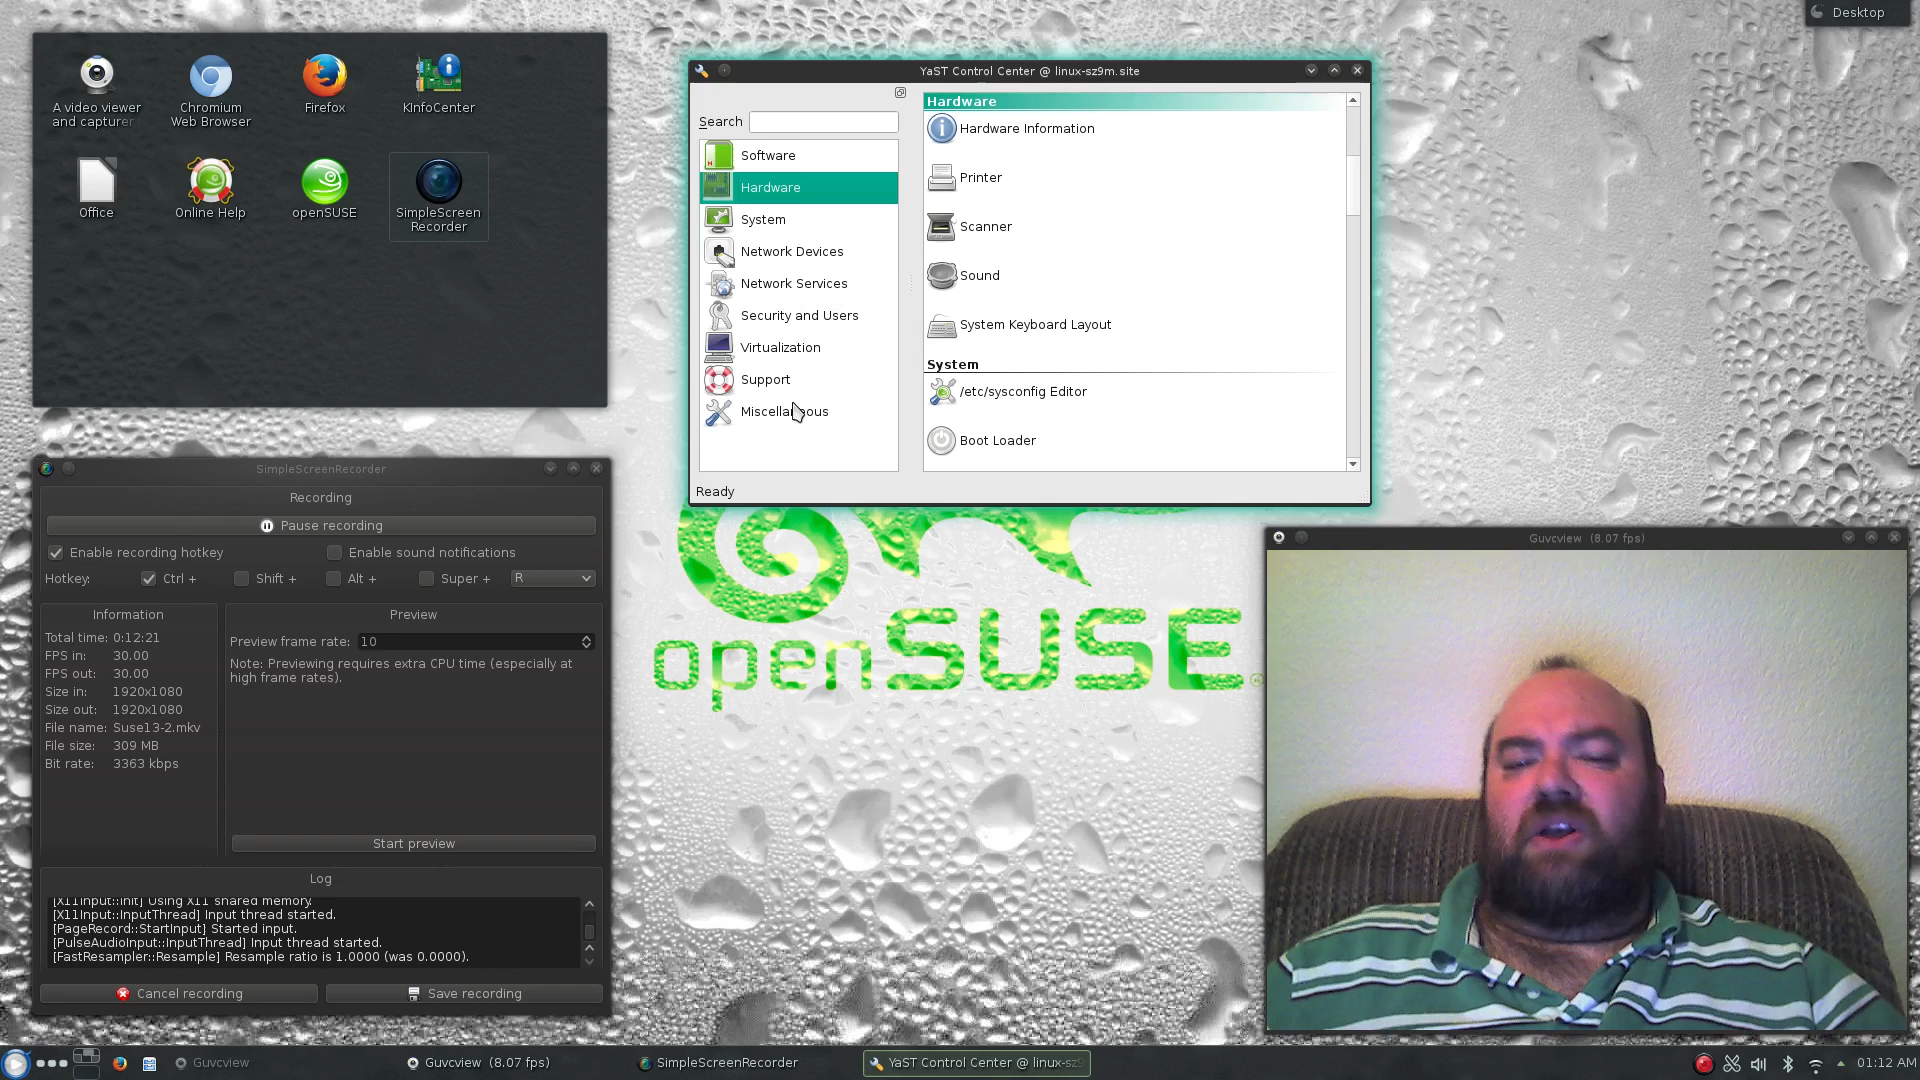 Desktop
A video viewer
and capturer
Chromium
Web Browser
Firefox
KInfoCenter
Office
Online Help
openSUSE
SimpleScreen
Recorder
YaST Control Center @ linux-sz9m.site
Search
Software
Hardware
System
Network Devices
Network Services
Security and Users
Virtualization
Support
Miscellaneous
Hardware
Hardware Information
Printer
Scanner
Sound
System Keyboard Layout
System
/etc/sysconfig Editor
Boot Loader
Ready
SimpleScreenRecorder
Recording
Pause recording
Enable recording hotkey
Enable sound notifications
Hotkey: Ctrl + Shift + Alt + Super + R
Information
Total time: 0:12:21
FPS in: 30.00
FPS out: 30.00
Size in: 1920x1080
Size out: 1920x1080
File name: Suse13-2.mkv
File size: 309 MB
Bit rate: 3363 kbps
Preview
Preview frame rate: 10
Note: Previewing requires extra CPU time (especially at
high frame rates).
Start preview
Log
[X11Input::Init] Using X11 shared memory.
[X11Input::InputThread] Input thread started.
[PageRecord::StartInput] Started input.
[PulseAudioInput::InputThread] Input thread started.
[FastResampler::Resample] Resample ratio is 1.0000 (was 0.0000).
Cancel recording
Save recording
openSUSE
Guvcview (8.07 fps)
Guvcview
Guvcview (8.07 fps)
SimpleScreenRecorder
YaST Control Center @ linux-sz9
01:12 AM